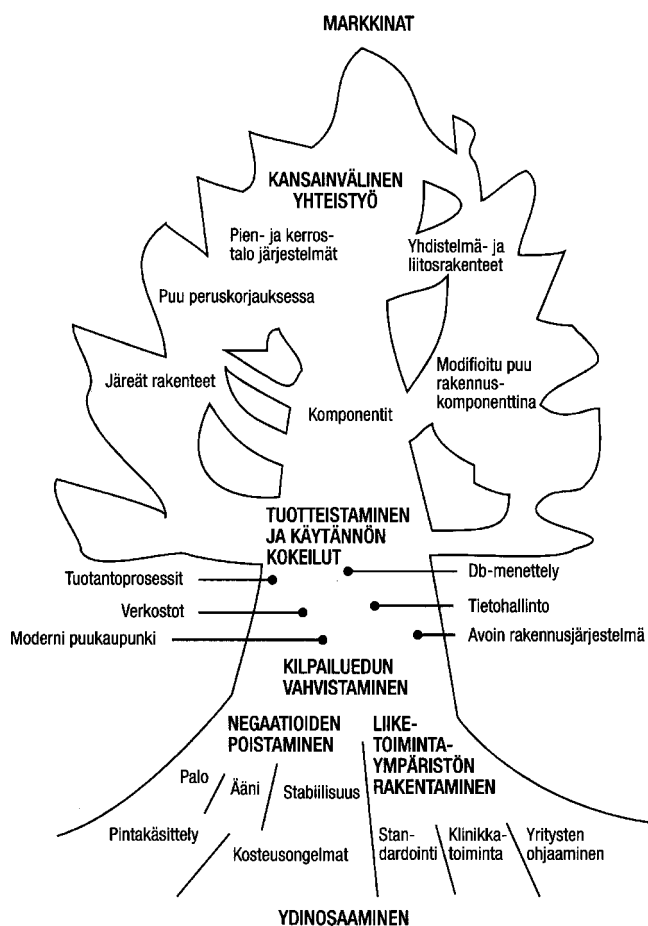 MARKKINAT
KANSAINVÄLINEN
YHTEISTYÖ
Pien- ja kerros-
talo järjestelmät
Yhdistelmä- ja
liitosrakenteet
Puu peruskorjauksessa
Järeät rakenteet
Modifioitu puu
rakennus-
komponenttina
Komponentit
TUOTTEISTAMINEN
JA KÄYTÄNNÖN
KOKEILUT
Tuotantoprosessit
Db-menettely
Verkostot
Tietohallinto
Moderni puukaupunki
Avoin rakennusjärjestelmä
KILPAILUEDUN
VAHVISTAMINEN
NEGAATIOIDEN
POISTAMINEN
LIIKE-
TOIMINTA-
YMPÄRISTÖN
RAKENTAMINEN
Palo
Ääni
Stabiilisuus
Pintakäsittely
Kosteusongelmat
Stan-
dardointi
Klinikka-
toiminta
Yritysten
ohjaaminen
YDINOSAAMINEN